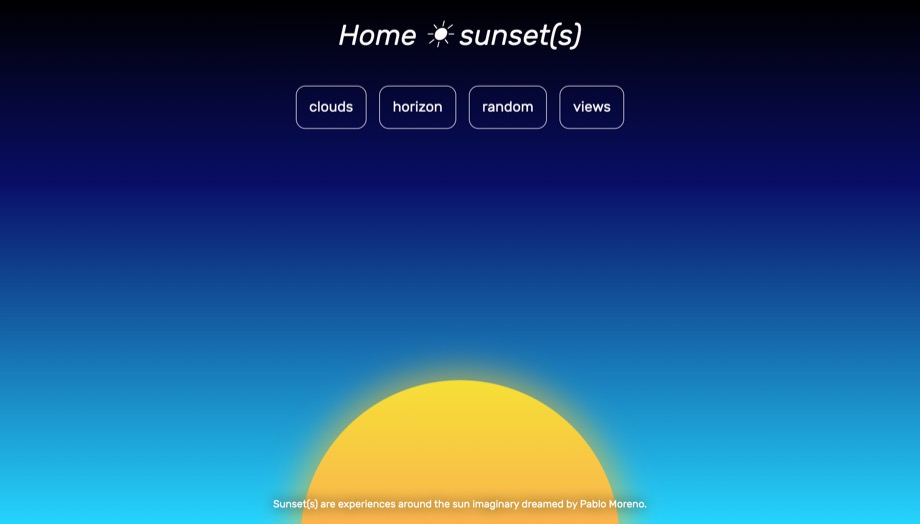 Home ☀ sunset(s)
clouds horizon random views
Sunset(s) are experiences around the sun imaginary dreamed by Pablo Moreno.